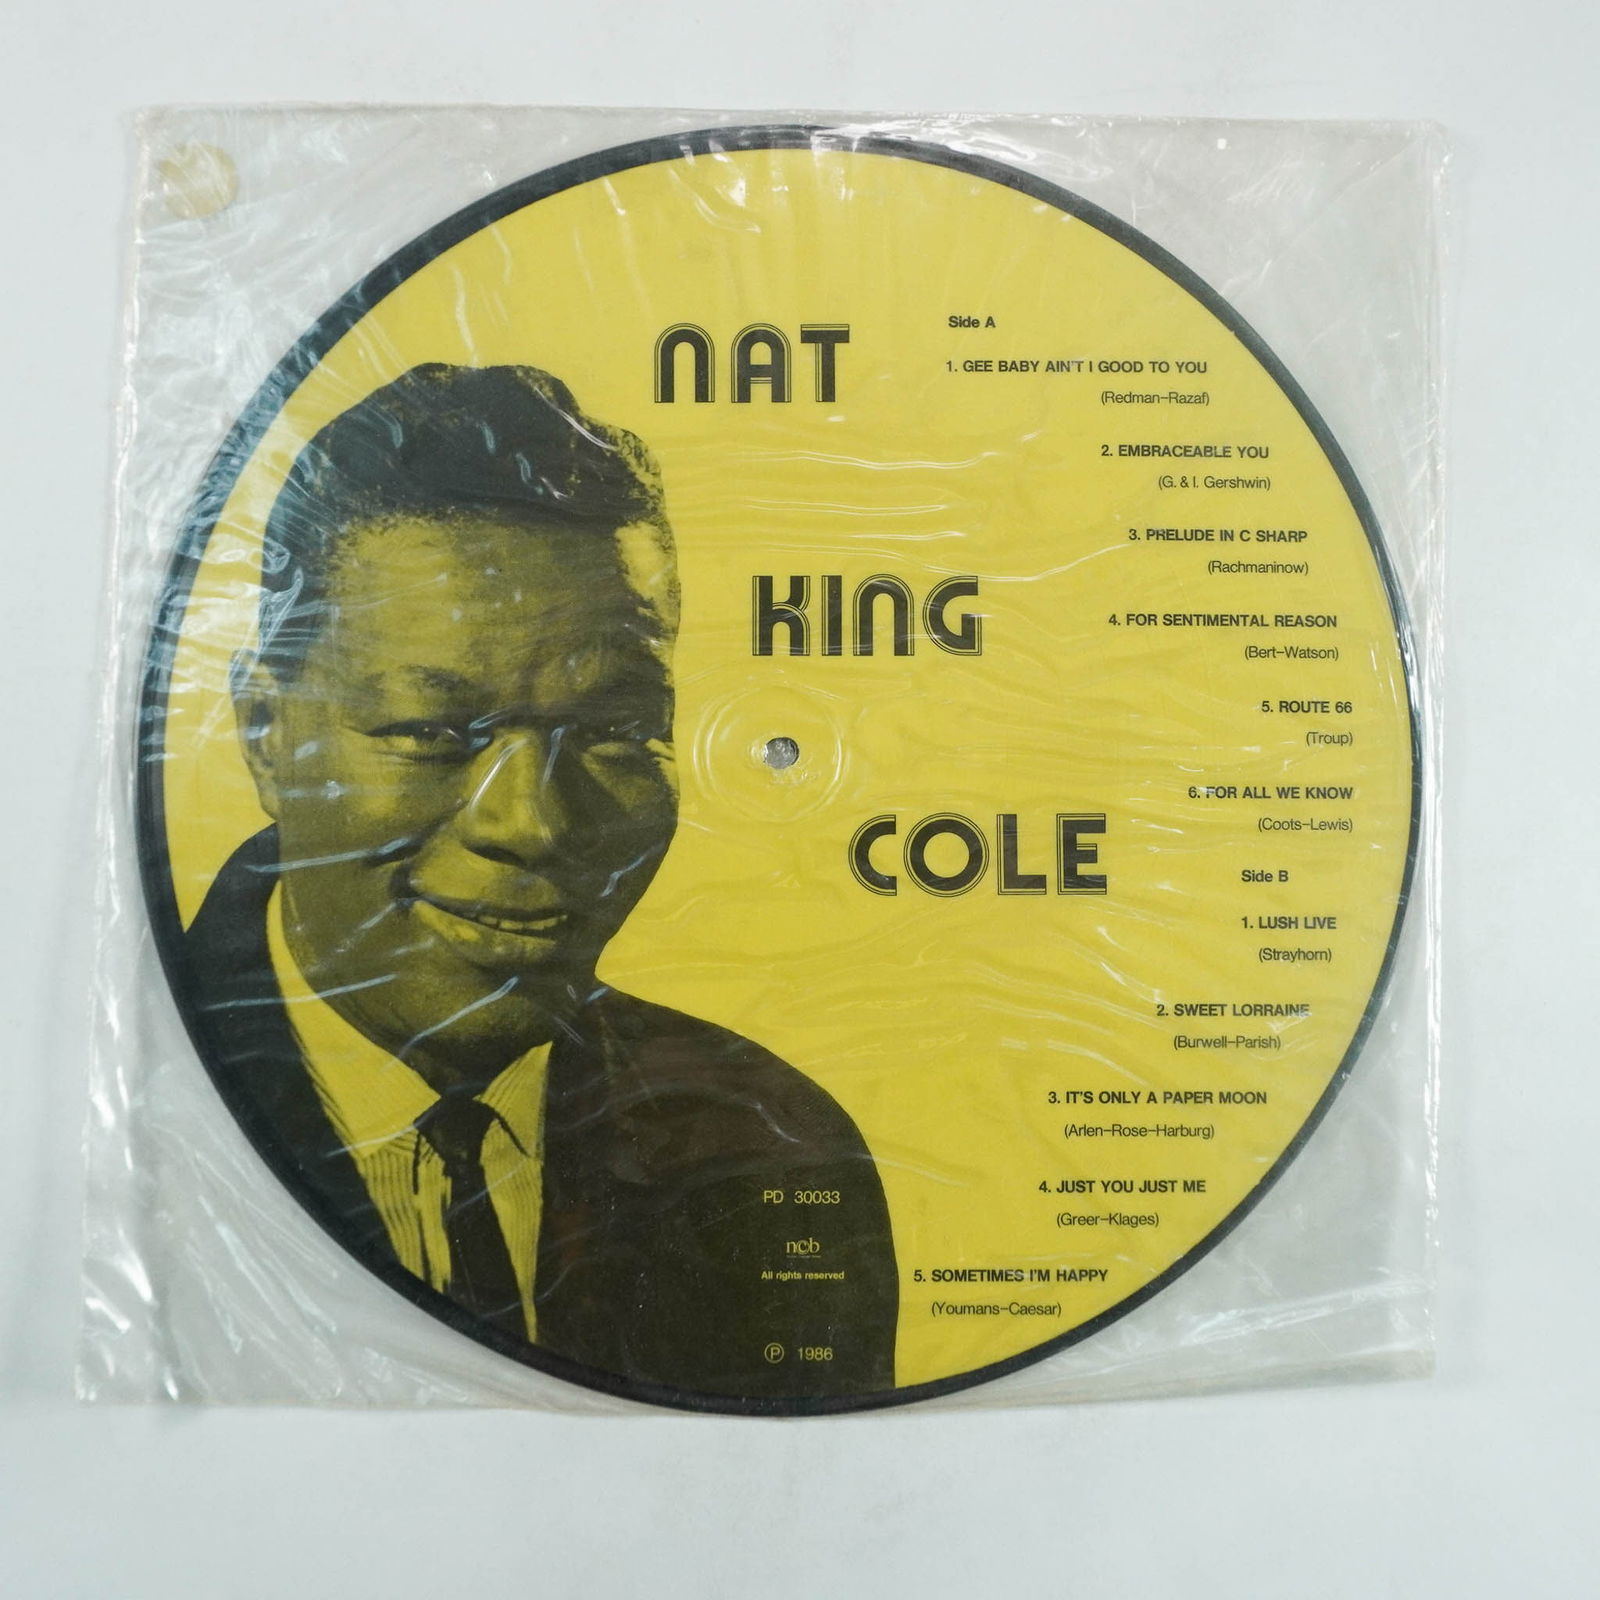 NAT
KING
COLE
Side A
1. GEE BABY AIN'T I GOOD TO YOU
(Redman-Razaf)
2. EMBRACEABLE YOU
(G. & I. Gershwin)
3. PRELUDE IN C SHARP
(Rachmaninow)
4. FOR SENTIMENTAL REASON
(Bert-Watson)
5. ROUTE 66
(Troup)
6. FOR ALL WE KNOW
(Coots-Lewis)
Side B
1. LUSH LIVE
(Strayhorn)
2. SWEET LORRAINE
(Burwell-Parish)
3. IT'S ONLY A PAPER MOON
(Arlen-Rose-Harburg)
4. JUST YOU JUST ME
(Greer-Klages)
5. SOMETIMES I'M HAPPY
(Youmans-Caesar)
PD 30033
ncb
All rights reserved
℗ 1986